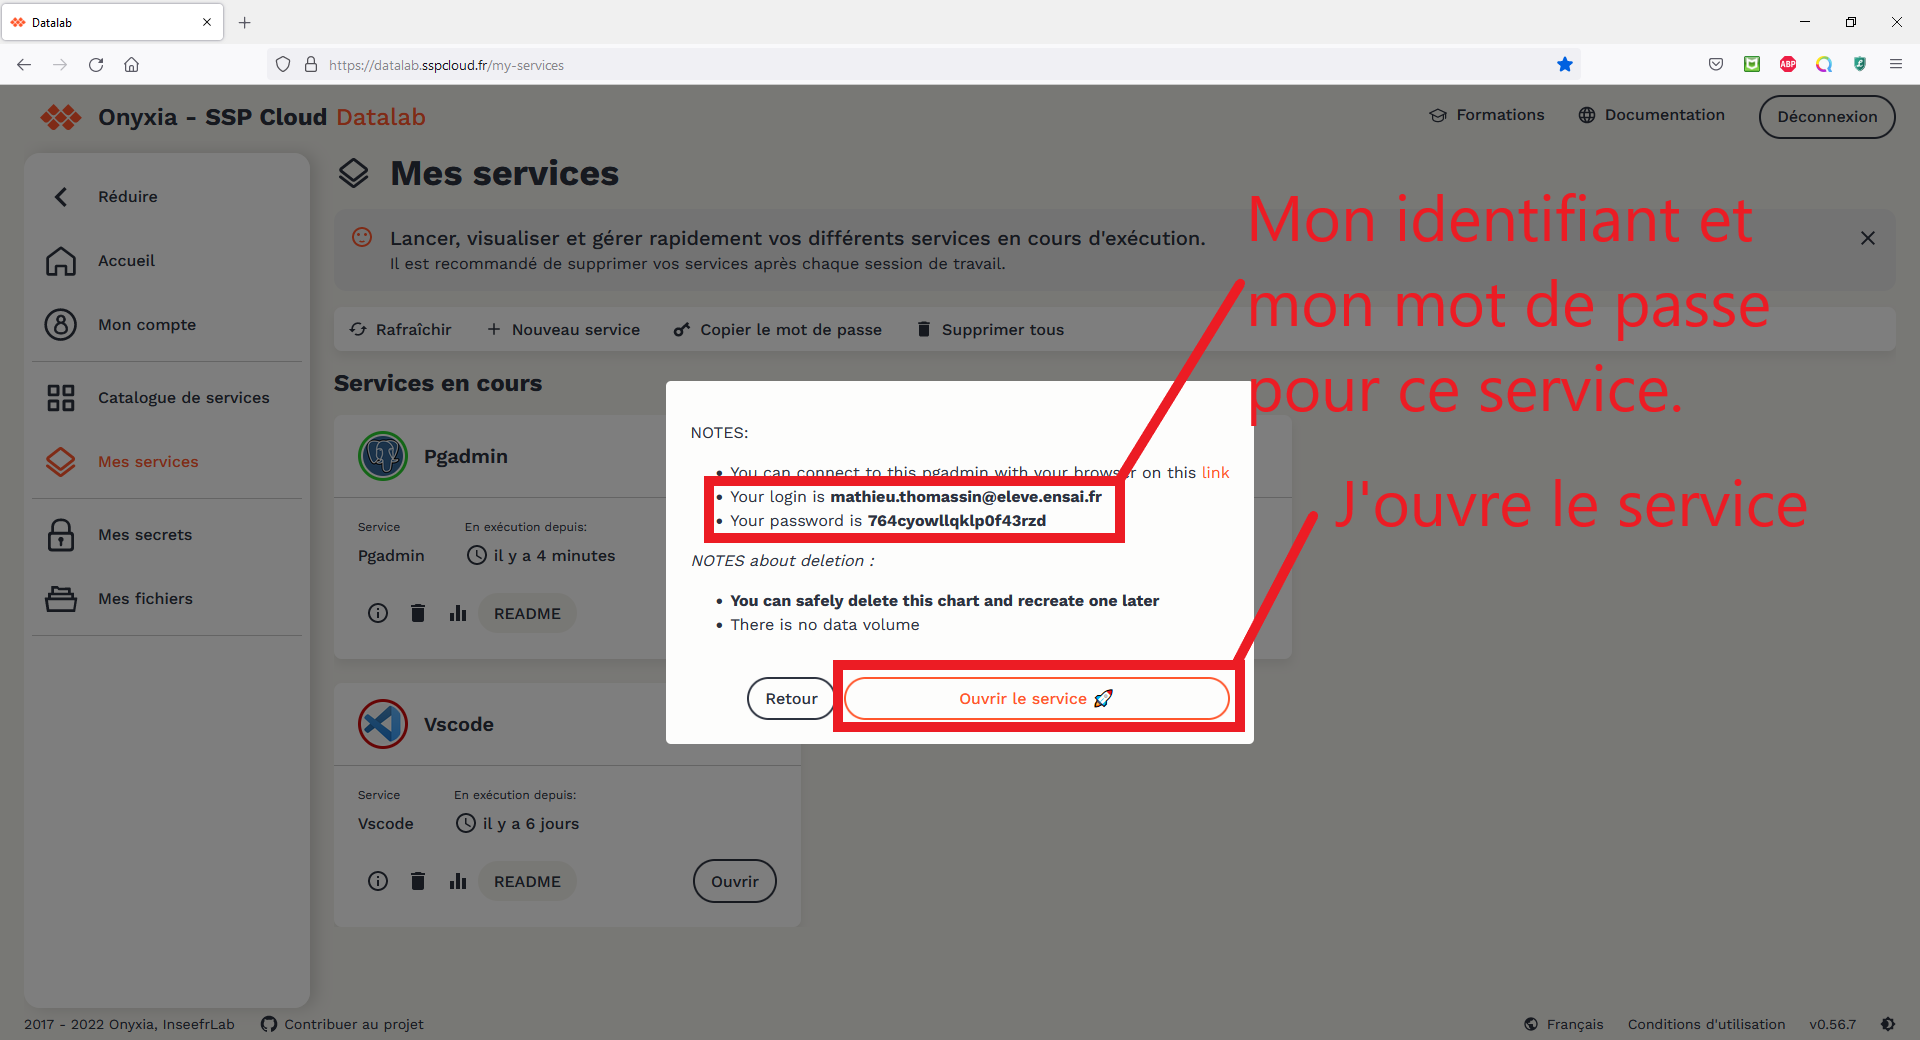 Datalab
https://datalab.sspcloud.fr/my-services
ABP
Onyxia - SSP Cloud Datalab
Formations
Documentation
Déconnexion
Réduire
Accueil
Mon compte
Catalogue de services
Mes services
Mes secrets
Mes fichiers
Mes services
Lancer, visualiser et gérer rapidement vos différents services en cours d'exécution.
Il est recommandé de supprimer vos services après chaque session de travail.
Mon identifiant et
mon mot de passe
pour ce service.
Rafraîchir
Nouveau service
Copier le mot de passe
Supprimer tous
Services en cours
Pgadmin
Service
En exécution depuis:
Pgadmin
il y a 4 minutes
README
NOTES:
• You can connect to this pgadmin with your browser on this link
• Your login is mathieu.thomassin@eleve.ensai.fr
• Your password is 764cyowllqklp0f43rzd
NOTES about deletion :
• You can safely delete this chart and recreate one later
• There is no data volume
Retour
Ouvrir le service 🚀
J'ouvre le service
Vscode
Service
En exécution depuis:
Vscode
il y a 6 jours
README
Ouvrir
2017 - 2022 Onyxia, InseefrLab
Contribuer au projet
Français
Conditions d'utilisation
v0.56.7